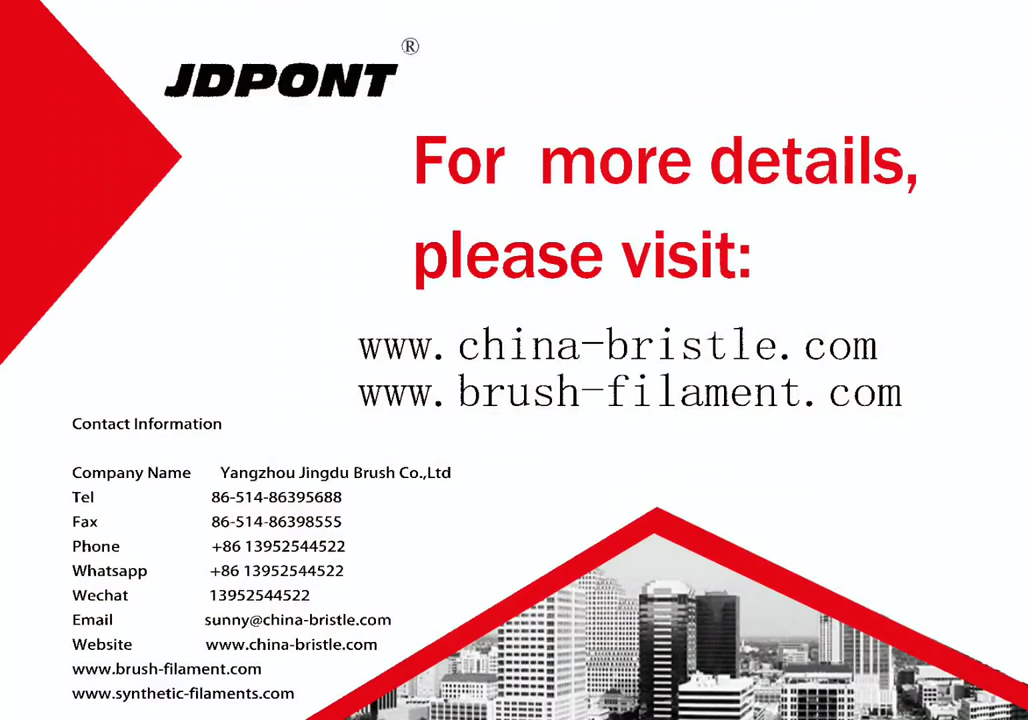 JDPONT®
For more details,
please visit:
www.china-bristle.com
www.brush-filament.com
Contact Information
Company Name Yangzhou Jingdu Brush Co.,Ltd
Tel 86-514-86395688
Fax 86-514-86398555
Phone +86 13952544522
Whatsapp +86 13952544522
Wechat 13952544522
Email sunny@china-bristle.com
Website www.china-bristle.com
www.brush-filament.com
www.synthetic-filaments.com